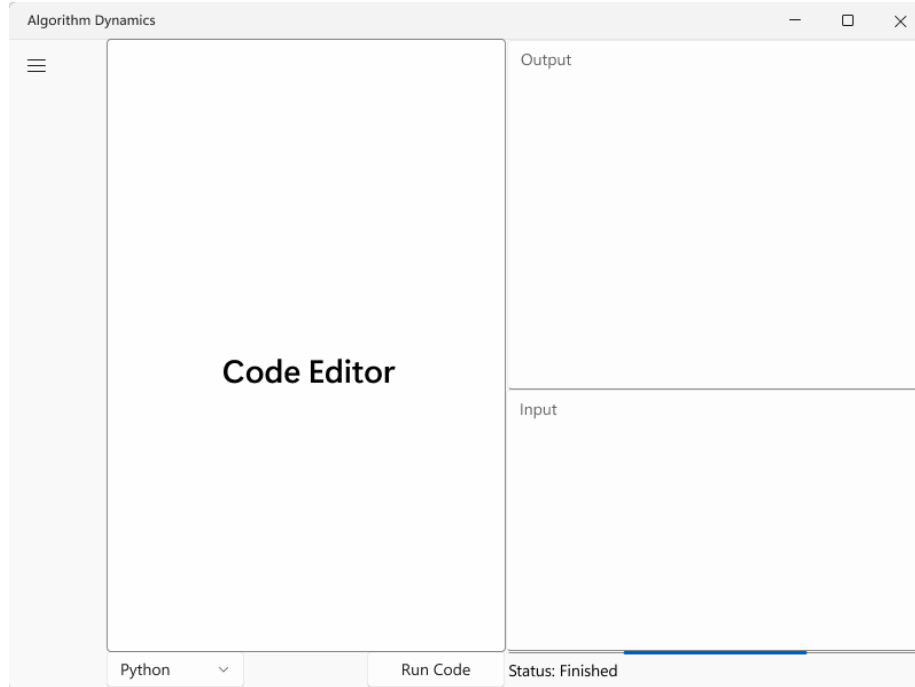 Algorithm Dynamics
Output
Code Editor
Input
Python
Run Code
Status: Finished